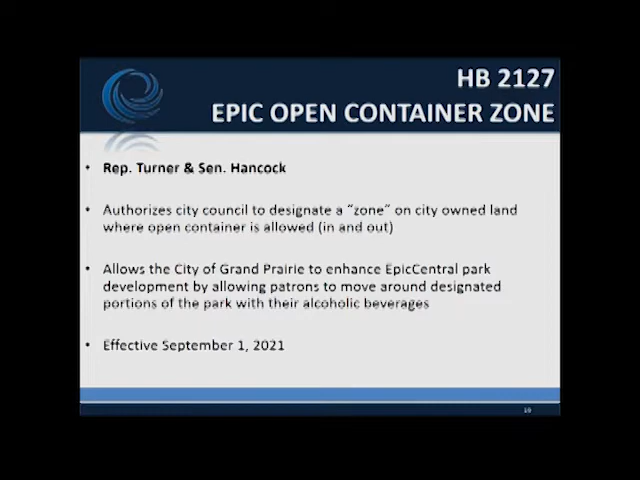 HB 2127
EPIC OPEN CONTAINER ZONE
• Rep. Turner & Sen. Hancock
• Authorizes city council to designate a “zone” on city owned land
where open container is allowed (in and out)
• Allows the City of Grand Prairie to enhance EpicCentral park
development by allowing patrons to move around designated
portions of the park with their alcoholic beverages
• Effective September 1, 2021